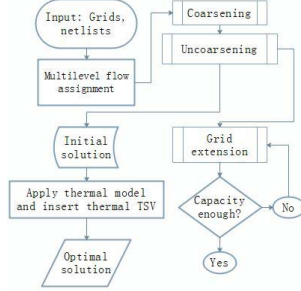 Input: Grids,
netlists
Coarsening
Uncoarsening
Multilevel flow
assignment
Initial
solution
Grid
extension
Apply thermal model
and insert thermal TSV
Capacity
enough?
No
Optimal
solution
Yes